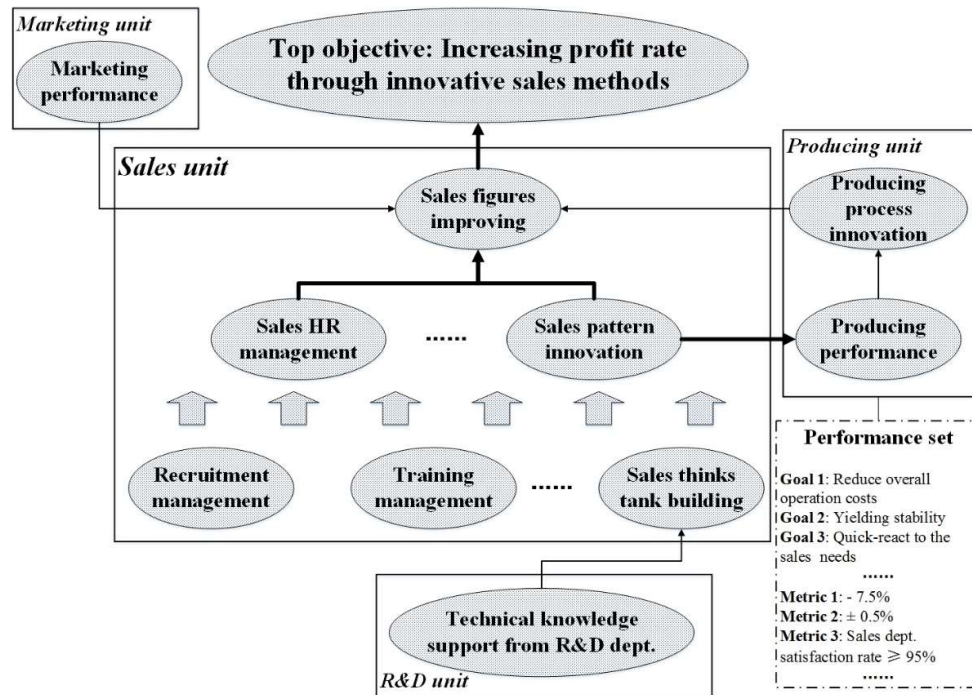 Marketing unit
Marketing
performance
Top objective: Increasing profit rate
through innovative sales methods
Sales unit
Sales figures
improving
Producing unit
Producing
process
innovation
Sales HR
management
......
Sales pattern
innovation
Producing
performance
Recruitment
management
Training
management
......
Sales thinks
tank building
Performance set
Goal 1: Reduce overall
operation costs
Goal 2: Yielding stability
Goal 3: Quick-react to the
sales needs
......
Metric 1: - 7.5%
Metric 2: ± 0.5%
Metric 3: Sales dept.
satisfaction rate ≥ 95%
......
Technical knowledge
support from R&D dept.
R&D unit